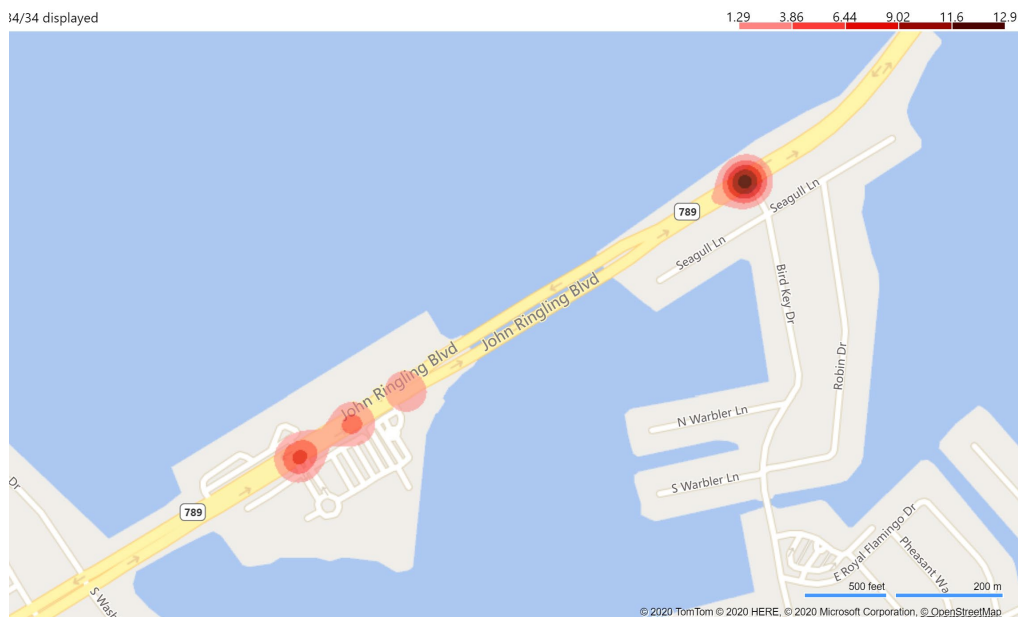 34/34 displayed
1.29 3.86 6.44 9.02 11.6 12.9
789
Seagull Ln
Seagull Ln
Bird Key Dr
John Ringling Blvd
John Ringling Blvd
Robin Dr
N Warbler Ln
S Warbler Ln
Dr
789
E Royal Flamingo Dr
Pheasant Wa
S Wash
500 feet 200 m
© 2020 TomTom © 2020 HERE, © 2020 Microsoft Corporation, © OpenStreetMap